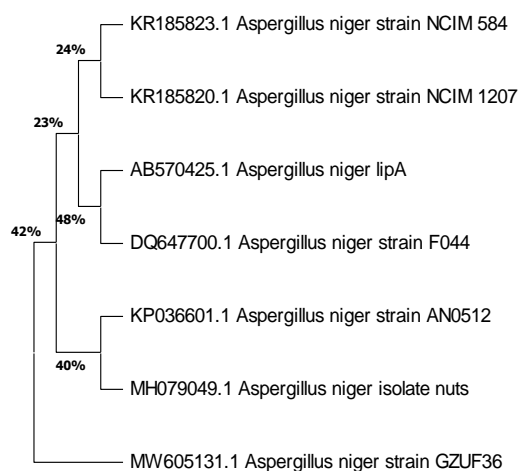 KR185823.1 Aspergillus niger strain NCIM 584
24%
KR185820.1 Aspergillus niger strain NCIM 1207
23%
AB570425.1 Aspergillus niger lipA
48%
42%
DQ647700.1 Aspergillus niger strain F044
KP036601.1 Aspergillus niger strain AN0512
40%
MH079049.1 Aspergillus niger isolate nuts
MW605131.1 Aspergillus niger strain GZUF36